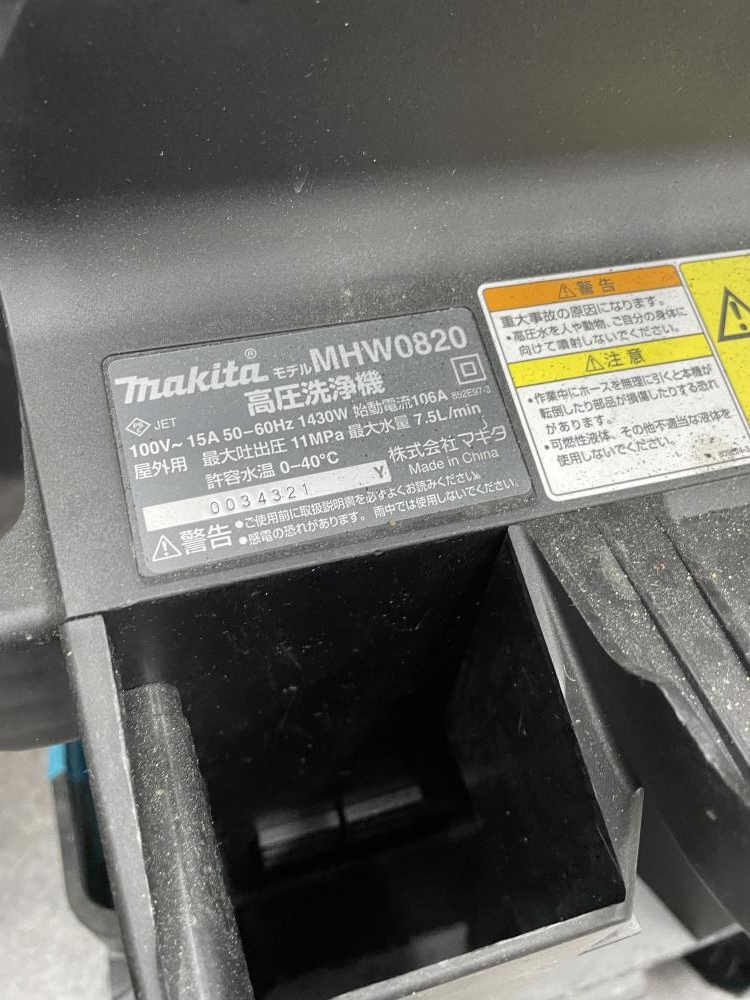 makita® モデル MHW0820
高圧洗浄機
PS E JET
100V~15A 50-60Hz 1430W 始動電流106A 852E97-3
屋外用 最大吐出圧 11MPa 最大水量 7.5L/min
許容水温 0-40°C 株式会社マキタ
0034321 Y Made in China
⚠警告 •ご使用前に取扱説明書を必ずよくお読みください。
•感電の恐れがあります。雨中では使用しないでください。
⚠警告
重大事故の原因になります。
•高圧水を人や動物、ご自分の身体に
向けて噴射しないでください。
⚠注意
•作業中にホースを無理に引くと本機が
転倒したり部品が損傷したりする恐れ
があります。
•可燃性液体、その他不適当な液体を
使用しないでください。